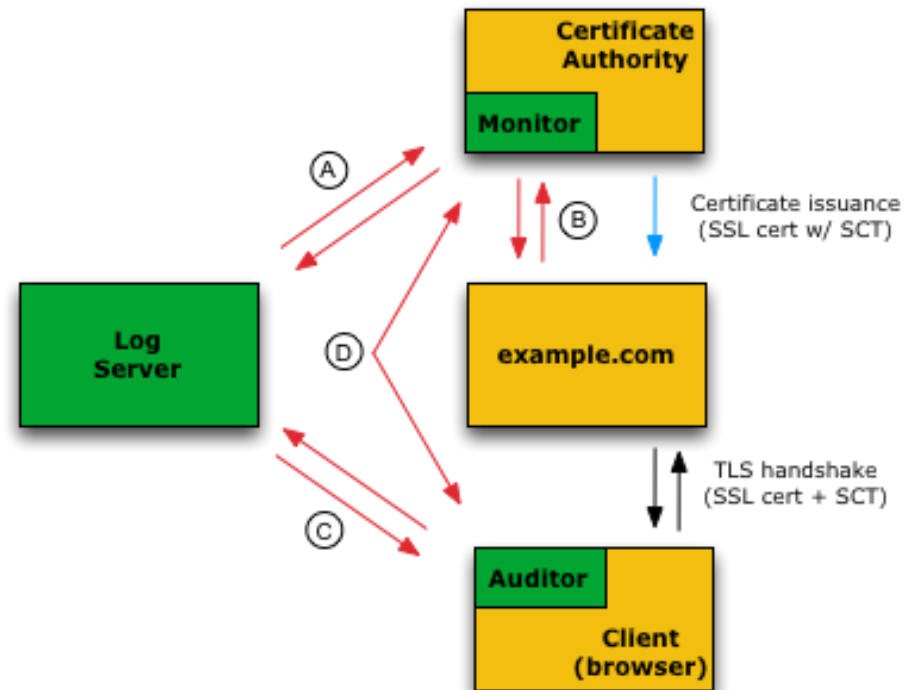 Certificate
Authority
Monitor
A
B
Certificate issuance
(SSL cert w/ SCT)
Log
Server
D
example.com
TLS handshake
(SSL cert + SCT)
C
Auditor
Client
(browser)